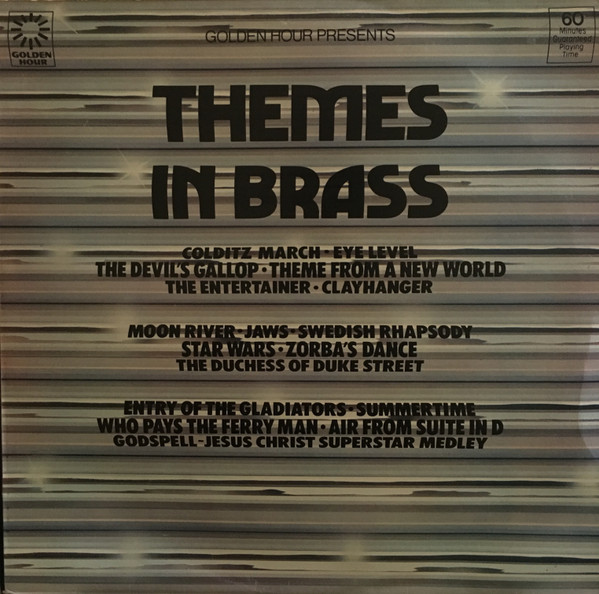 GOLDEN HOUR
GOLDEN HOUR PRESENTS
60
Minutes
Guaranteed
Playing
time
THEMES
IN BRASS
COLDITZ MARCH · EYE LEVEL
THE DEVIL'S GALLOP · THEME FROM A NEW WORLD
THE ENTERTAINER · CLAYHANGER
MOON RIVER · JAWS · SWEDISH RHAPSODY
STAR WARS · ZORBA'S DANCE
THE DUCHESS OF DUKE STREET
ENTRY OF THE GLADIATORS · SUMMERTIME
WHO PAYS THE FERRY MAN · AIR FROM SUITE IN D
GODSPELL-JESUS CHRIST SUPERSTAR MEDLEY